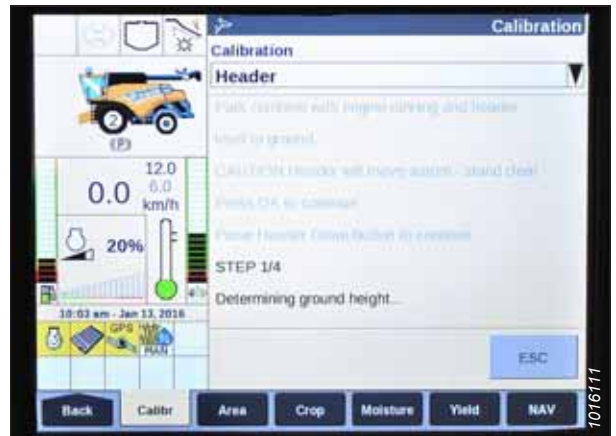 Calibration
Calibration
Header
Park combine with engine running and header
level to ground.
CAUTION Header will move autom.- stand clear
Press OK to continue
Press Header Down Button to continue
STEP 1/4
Determining ground height...
ESC
2
(P)
12.0
0.0
6.0
km/h
20%
10:03 am - Jan 13, 2016
GPS
MAN
Back
Calibr
Area
Crop
Moisture
Yield
NAV
1016111